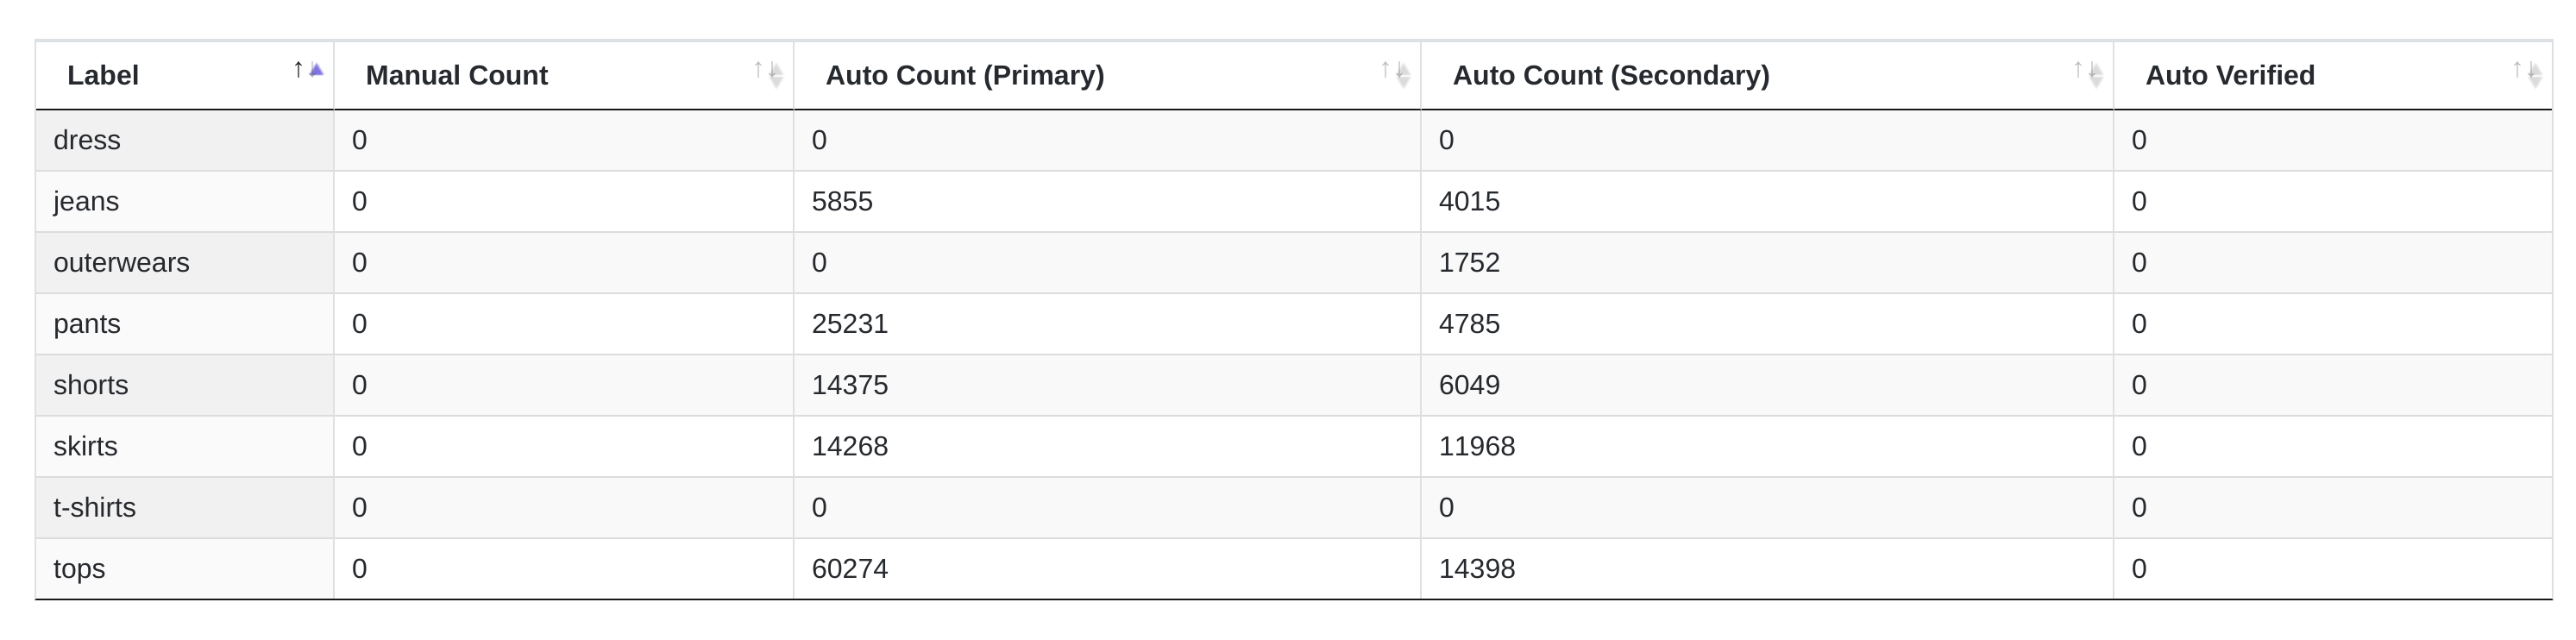 Label Manual Count Auto Count (Primary) Auto Count (Secondary) Auto Verified
dress 0 0 0 0
jeans 0 5855 4015 0
outerwears 0 0 1752 0
pants 0 25231 4785 0
shorts 0 14375 6049 0
skirts 0 14268 11968 0
t-shirts 0 0 0 0
tops 0 60274 14398 0